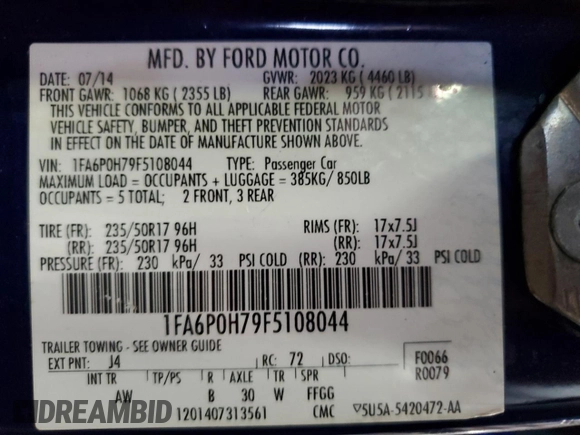 MFD. BY FORD MOTOR CO.
DATE: 07/14 GVWR: 2023 KG ( 4460 LB)
FRONT GAWR: 1068 KG ( 2355 LB) REAR GAWR: 959 KG ( 2115
THIS VEHICLE CONFORMS TO ALL APPLICABLE FEDERAL MOTOR
VEHICLE SAFETY, BUMPER, AND THEFT PREVENTION STANDARDS
IN EFFECT ON THE DATE OF MANUFACTURE SHOWN ABOVE.
VIN: 1FA6P0H79F5108044 TYPE: Passenger Car
MAXIMUM LOAD = OCCUPANTS + LUGGAGE = 385KG/ 850LB
OCCUPANTS = 5 TOTAL; 2 FRONT, 3 REAR
TIRE (FR): 235/50R17 96H RIMS (FR): 17x7.5J
(RR): 235/50R17 96H (RR): 17x7.5J
PRESSURE (FR): 230 kPa/ 33 PSI COLD (RR): 230 kPa/ 33 PSI COLD
1FA6P0H79F5108044
TRAILER TOWING - SEE OWNER GUIDE
EXT PNT: J4 RC: 72 DSO: F0066
R0079
INT TR TP/PS R AXLE TR SPR
AW B 30 W FFGG
1201407313561 CMC ▽5U5A-5420472-AA
IDREAMBID